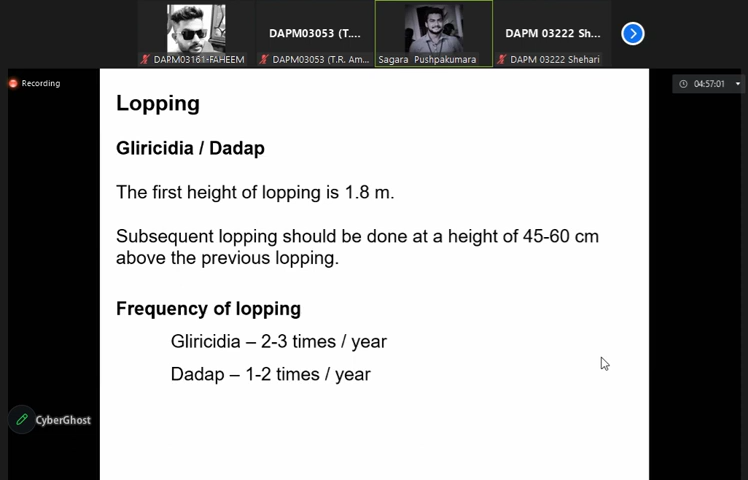 DAPM03053 (T....
DAPM 03222 Sh...
DAPM03161-FAHEEM
DAPM03053 (T.R. Am...
Sagara Pushpakumara
DAPM 03222 Shehari
Recording
04:57:01
Lopping
Gliricidia / Dadap
The first height of lopping is 1.8 m.
Subsequent lopping should be done at a height of 45-60 cm
above the previous lopping.
Frequency of lopping
Gliricidia – 2-3 times / year
Dadap – 1-2 times / year
CyberGhost